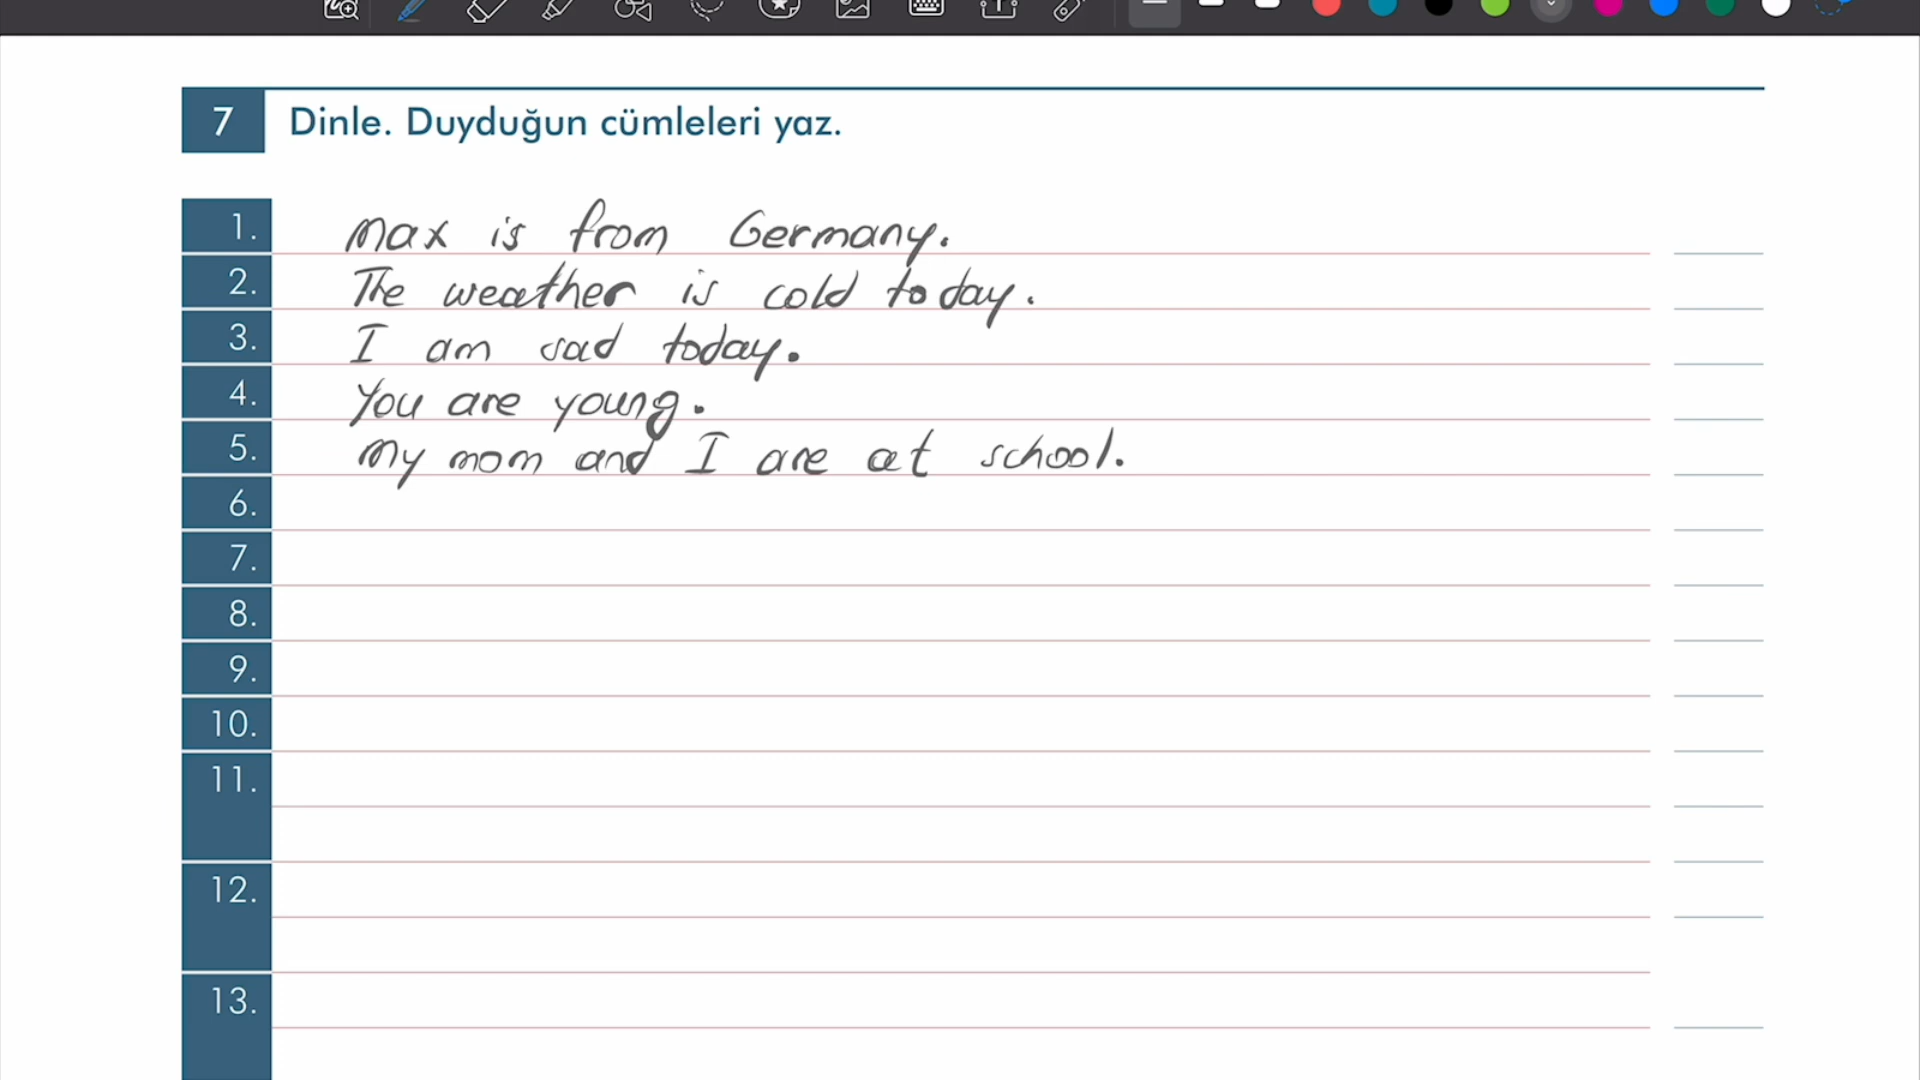 7 Dinle. Duyduğun cümleleri yaz.
1. Max is from Germany.
2. The weather is cold today.
3. I am sad today.
4. You are young.
5. My mom and I are at school.
6.
7.
8.
9.
10.
11.
12.
13.